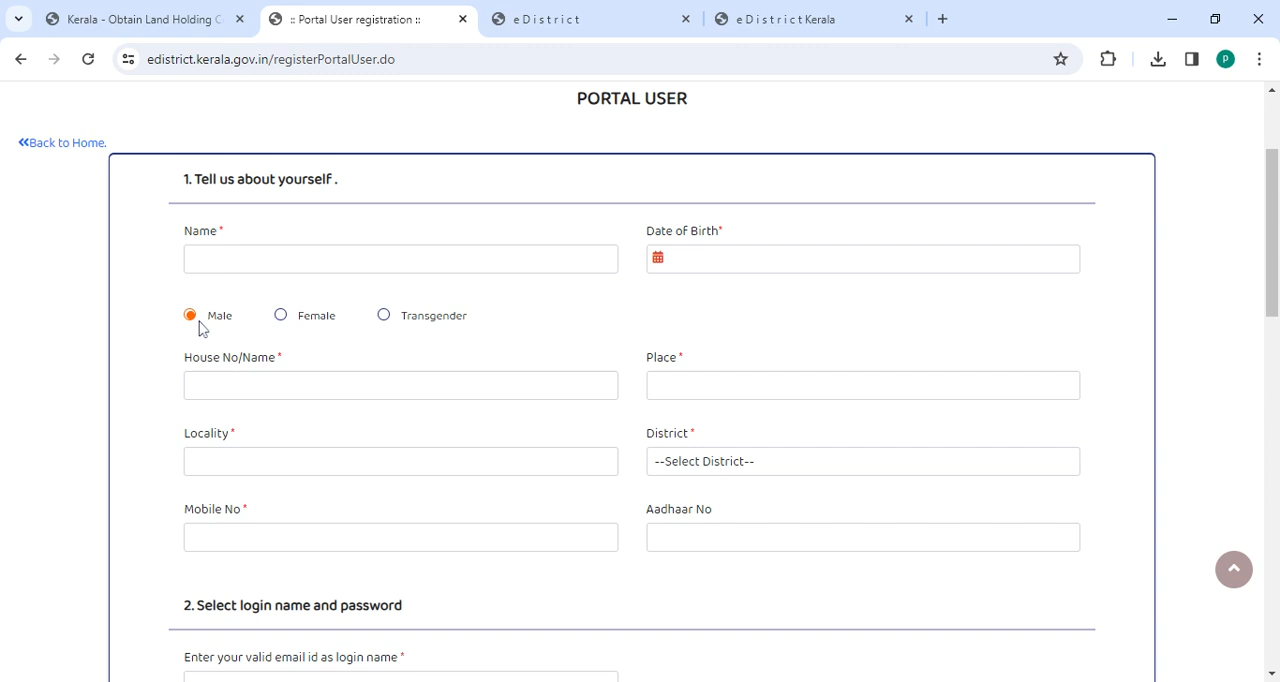 Kerala - Obtain Land Holding C
:: Portal User registration ::
e D i s t r i c t
e D i s t r i c t Kerala
edistrict.kerala.gov.in/registerPortalUser.do
P
PORTAL USER
«Back to Home.
1. Tell us about yourself .
Name *
Date of Birth*
Male
Female
Transgender
House No/Name *
Place *
Locality *
District *
--Select District--
Mobile No *
Aadhaar No
2. Select login name and password
Enter your valid email id as login name *